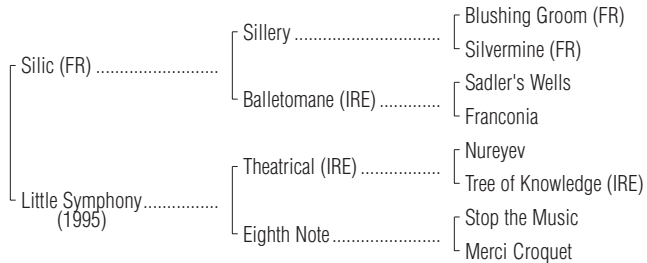 Blushing Groom (FR)
Sillery ................................
Silvermine (FR)
Silic (FR) ..........................
Sadler's Wells
Balletomane (IRE) .............
Franconia
Nureyev
Theatrical (IRE) .................
Tree of Knowledge (IRE)
Little Symphony ................
(1995)
Stop the Music
Eighth Note .......................
Merci Croquet